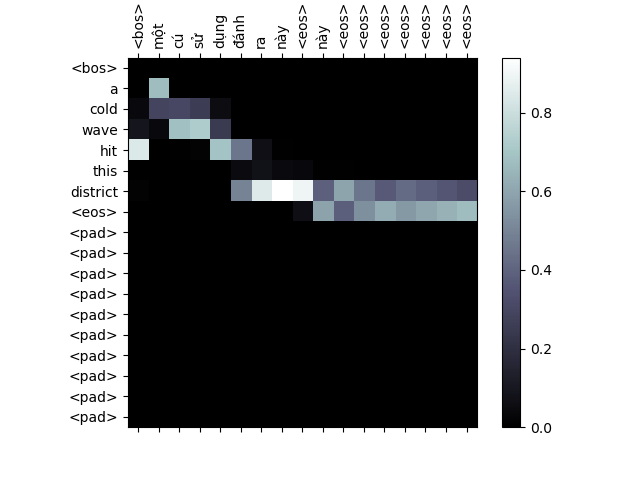 <bos>
một
cú
sử
dụng
đánh
ra
này
<eos>
này
<eos>
<eos>
<eos>
<eos>
<eos>
<eos>
<eos>
<bos>
a
cold
wave
hit
this
district
<eos>
<pad>
<pad>
<pad>
<pad>
<pad>
<pad>
<pad>
<pad>
<pad>
<pad>
0.8
0.6
0.4
0.2
0.0